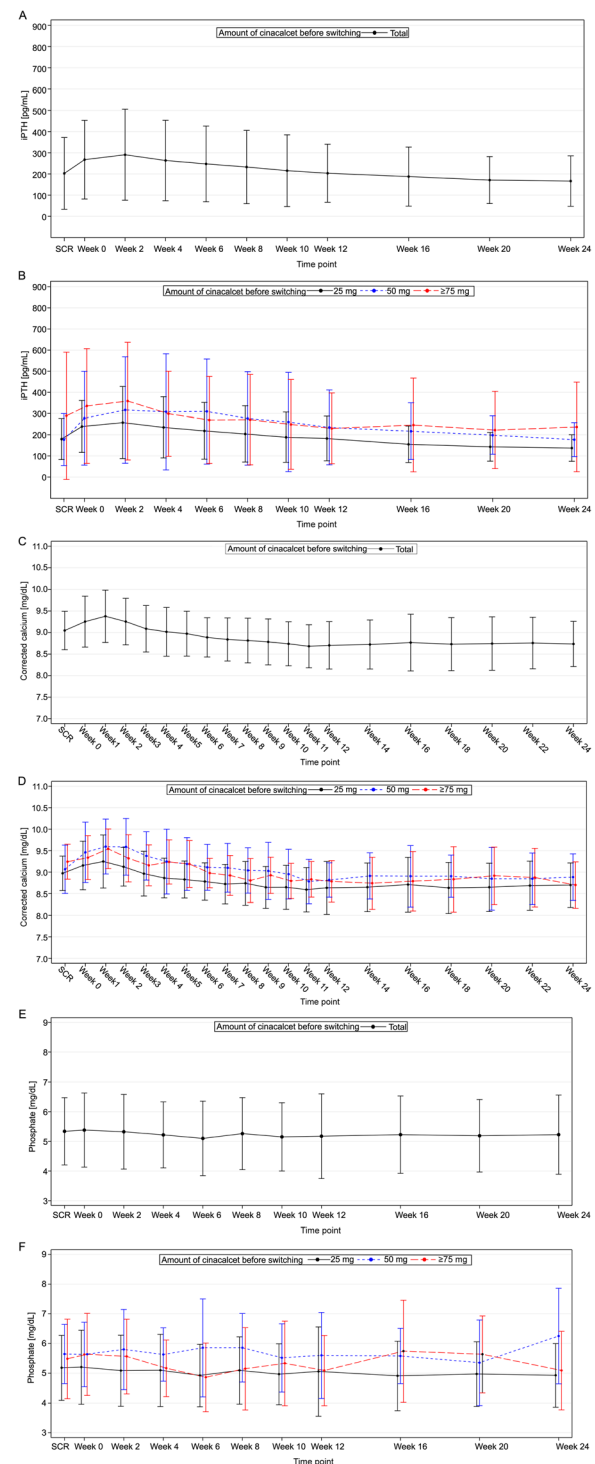 A
Amount of cinacalcet before switching Total
900
800
700
600
500
400
300
200
100
0
iPTH [pg/mL]
SCR Week 0 Week 2 Week 4 Week 6 Week 8 Week 10 Week 12 Week 16 Week 20 Week 24
Time point
B
Amount of cinacalcet before switching 25 mg 50 mg ≥75 mg
900
800
700
600
500
400
300
200
100
0
iPTH [pg/mL]
SCR Week 0 Week 2 Week 4 Week 6 Week 8 Week 10 Week 12 Week 16 Week 20 Week 24
Time point
C
Amount of cinacalcet before switching Total
11.0
10.5
10.0
9.5
9.0
8.5
8.0
7.5
7.0
Corrected calcium [mg/dL]
SCR Week 0 Week1 Week 2 Week3 Week 4 Week5 Week 6 Week 7 Week 8 Week 9 Week 10 Week 11 Week 12 Week 14 Week 16 Week 18 Week 20 Week 22 Week 24
Time point
D
Amount of cinacalcet before switching 25 mg 50 mg ≥75 mg
11.0
10.5
10.0
9.5
9.0
8.5
8.0
7.5
7.0
Corrected calcium [mg/dL]
SCR Week 0 Week1 Week 2 Week3 Week 4 Week5 Week 6 Week 7 Week 8 Week 9 Week 10 Week 11 Week 12 Week 14 Week 16 Week 18 Week 20 Week 22 Week 24
Time point
E
Amount of cinacalcet before switching Total
9
8
7
6
5
4
3
Phosphate [mg/dL]
SCR Week 0 Week 2 Week 4 Week 6 Week 8 Week 10 Week 12 Week 16 Week 20 Week 24
Time point
F
Amount of cinacalcet before switching 25 mg 50 mg ≥75 mg
9
8
7
6
5
4
3
Phosphate [mg/dL]
SCR Week 0 Week 2 Week 4 Week 6 Week 8 Week 10 Week 12 Week 16 Week 20 Week 24
Time point